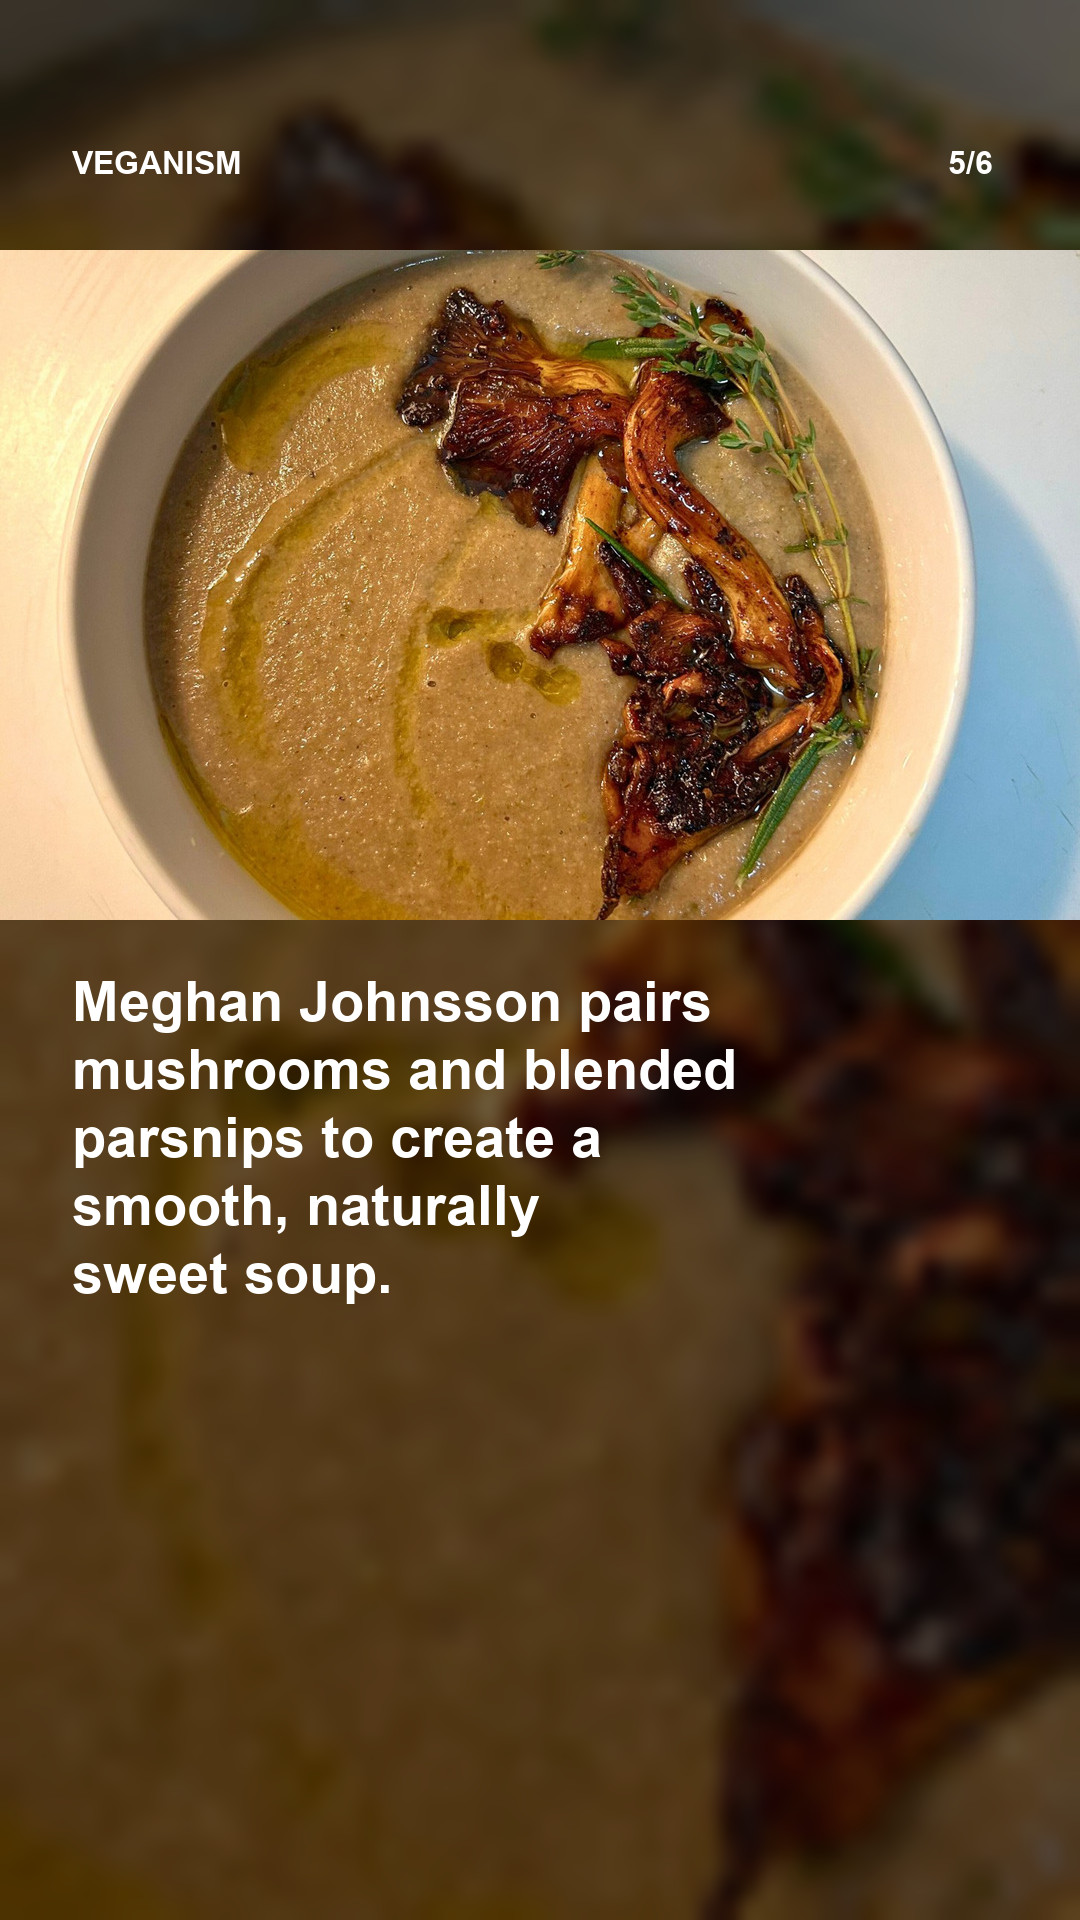 VEGANISM
5/6
Meghan Johnsson pairs
mushrooms and blended
parsnips to create a
smooth, naturally
sweet soup.